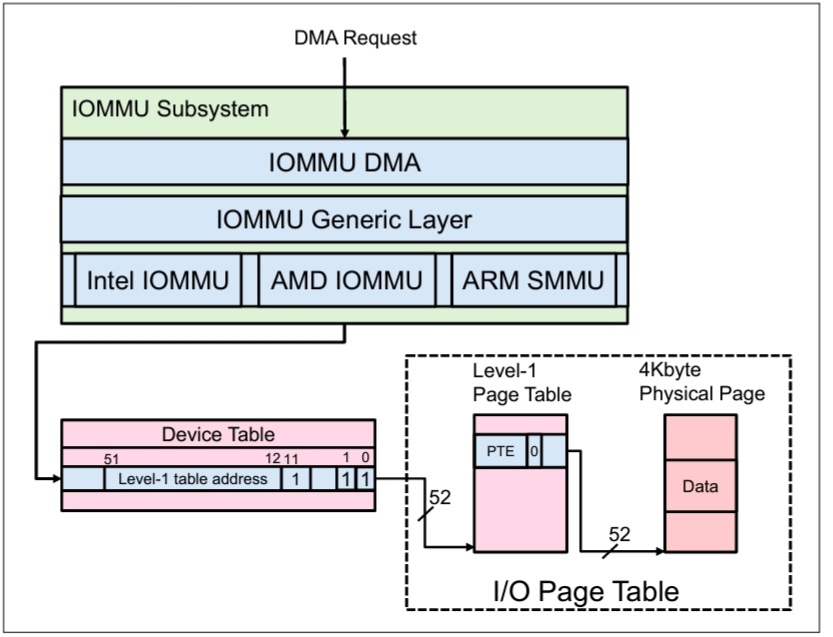 DMA Request
IOMMU Subsystem
IOMMU DMA
IOMMU Generic Layer
Intel IOMMU AMD IOMMU ARM SMMU
Level-1
Page Table
4Kbyte
Physical Page
Device Table
51 12 11 1 0
Level-1 table address 1 1 1
PTE 0
Data
52
52
I/O Page Table